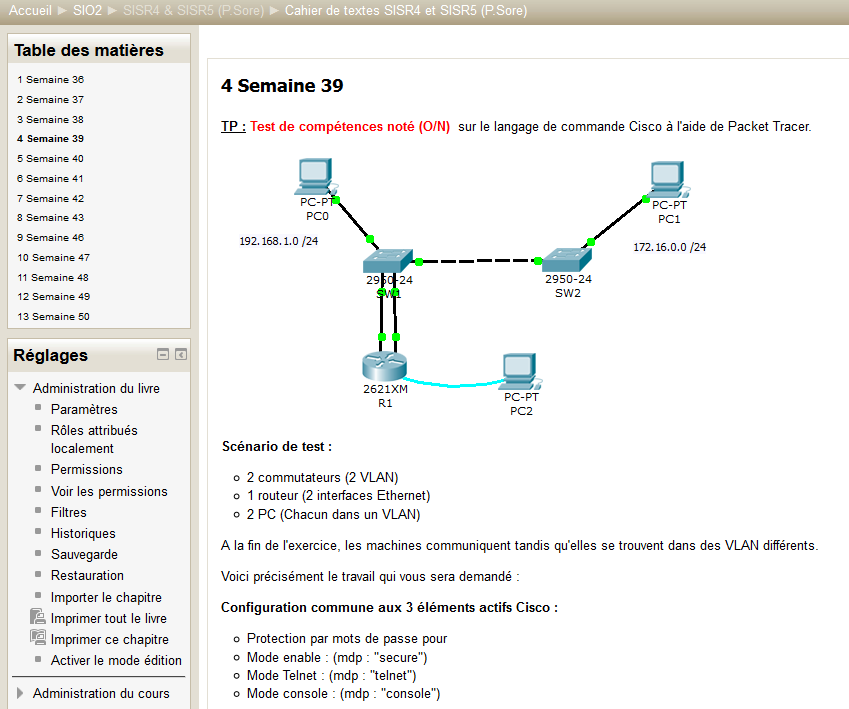 Accueil ► SIO2 ► SISR4 & SISR5 (P.Sore) ► Cahier de textes SISR4 et SISR5 (P.Sore)
Table des matières
1 Semaine 36
2 Semaine 37
3 Semaine 38
4 Semaine 39
5 Semaine 40
6 Semaine 41
7 Semaine 42
8 Semaine 43
9 Semaine 46
10 Semaine 47
11 Semaine 48
12 Semaine 49
13 Semaine 50
Réglages
Administration du livre
Paramètres
Rôles attribués
localement
Permissions
Voir les permissions
Filtres
Historiques
Sauvegarde
Restauration
Importer le chapitre
Imprimer tout le livre
Imprimer ce chapitre
Activer le mode édition
Administration du cours
4 Semaine 39
TP : Test de compétences noté (O/N) sur le langage de commande Cisco à l'aide de Packet Tracer.
PC-PT
PC0
192.168.1.0 /24
PC-PT
PC1
172.16.0.0 /24
2950-24
SW1
2950-24
SW2
2621XM
R1
PC-PT
PC2
Scénario de test :
2 commutateurs (2 VLAN)
1 routeur (2 interfaces Ethernet)
2 PC (Chacun dans un VLAN)
A la fin de l'exercice, les machines communiquent tandis qu'elles se trouvent dans des VLAN différents.
Voici précisément le travail qui vous sera demandé :
Configuration commune aux 3 éléments actifs Cisco :
Protection par mots de passe pour
Mode enable : (mdp : "secure")
Mode Telnet : (mdp : "telnet")
Mode console : (mdp : "console")